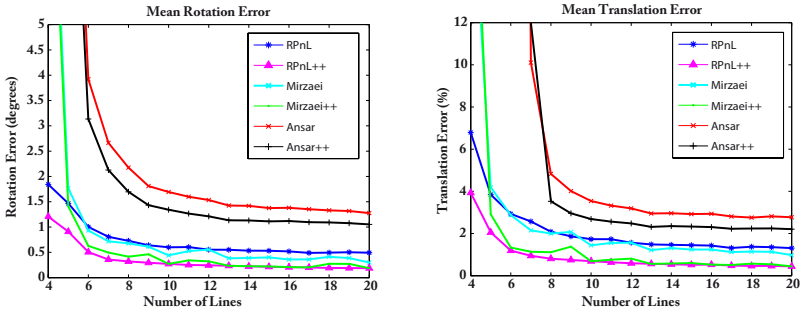 Mean Rotation Error
Rotation Error (degrees)
5
4.5
4
3.5
3
2.5
2
1.5
1
0.5
0
4 6 8 10 12 14 16 18 20
Number of Lines
RPnL
RPnL++
Mirzaei
Mirzaei++
Ansar
Ansar++
Mean Translation Error
Translation Error (%)
12
10
8
6
4
2
0
4 6 8 10 12 14 16 18 20
Number of Lines
RPnL
RPnL++
Mirzaei
Mirzaei++
Ansar
Ansar++